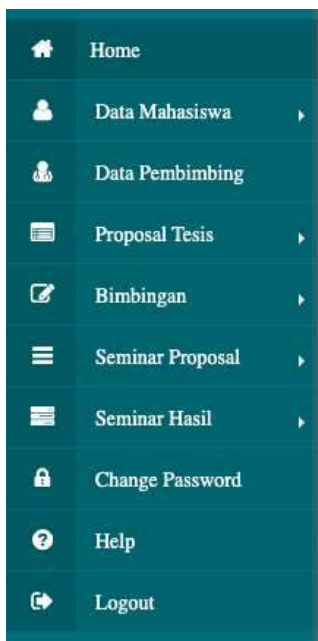 Home
Data Mahasiswa
Data Pembimbing
Proposal Tesis
Bimbingan
Seminar Proposal
Seminar Hasil
Change Password
Help
Logout